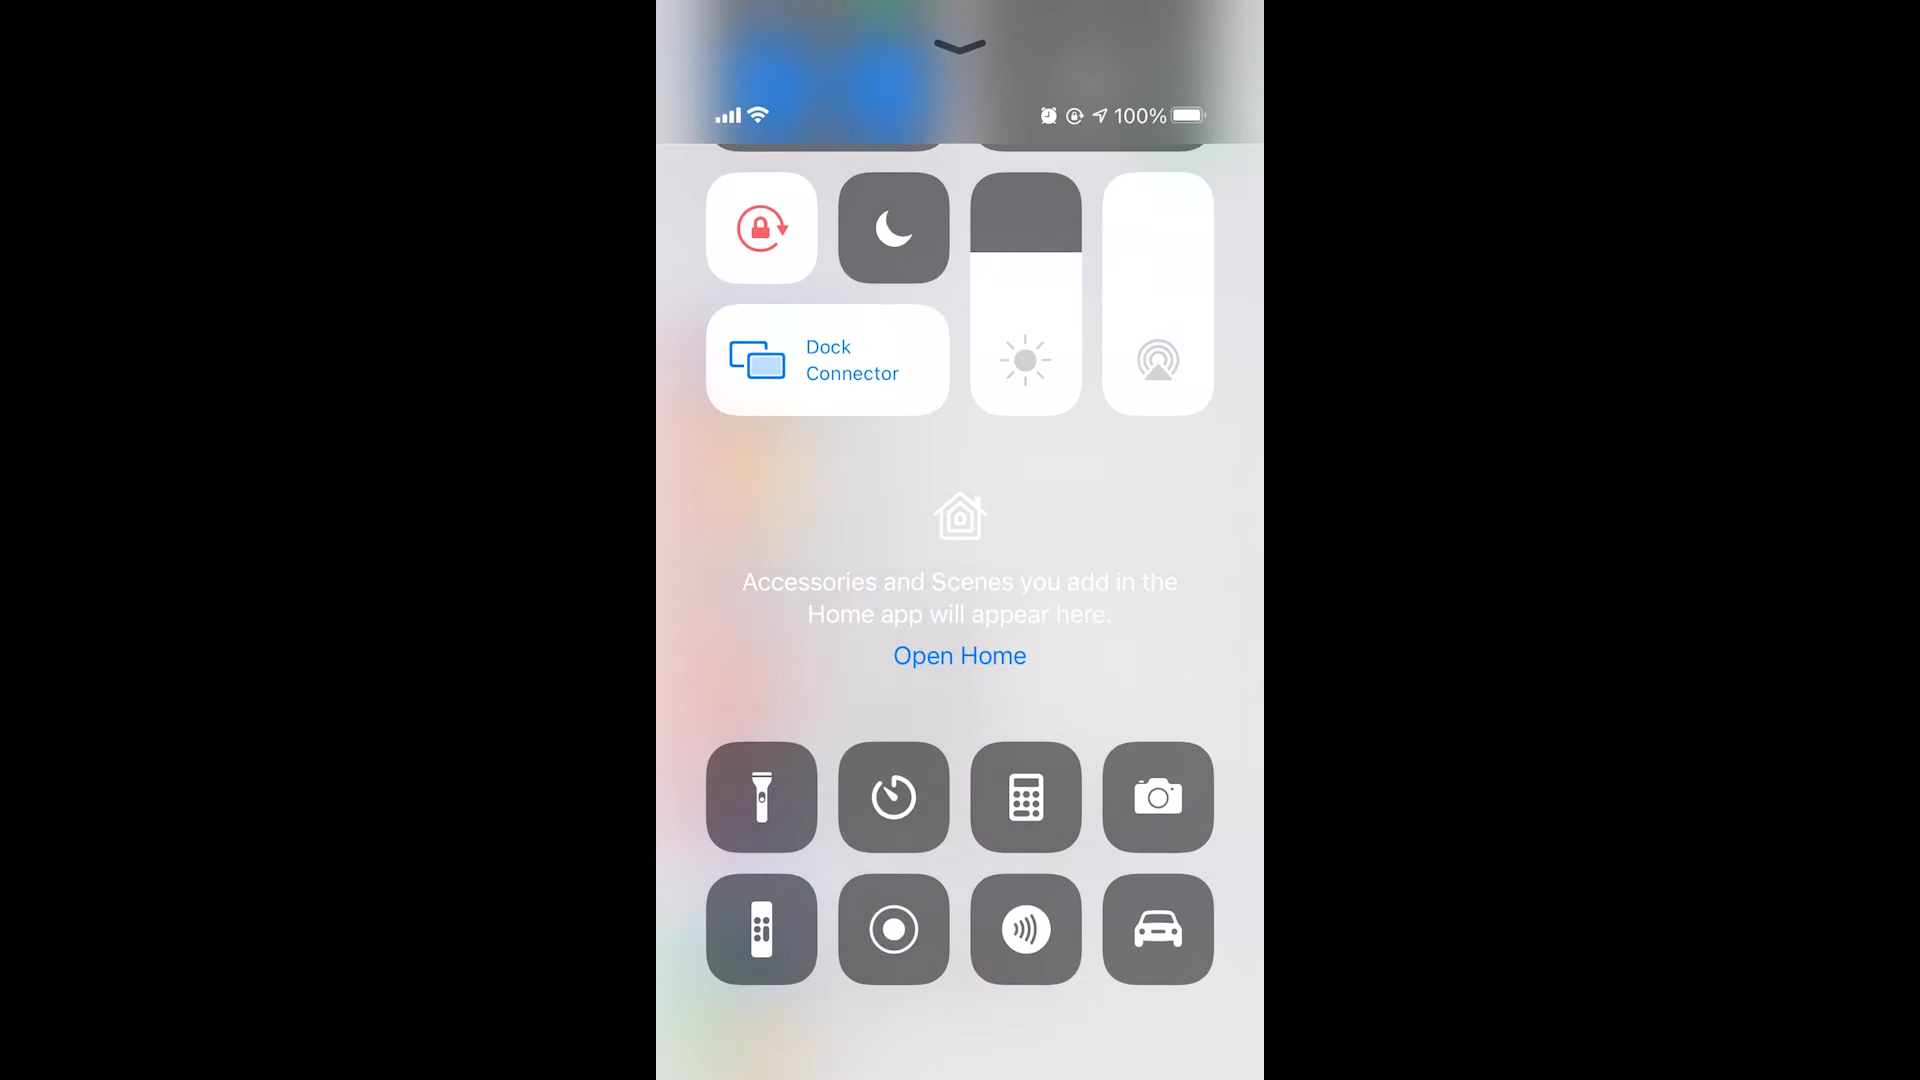 100%
Dock
Connector
Accessories and Scenes you add in the
Home app will appear here.
Open Home